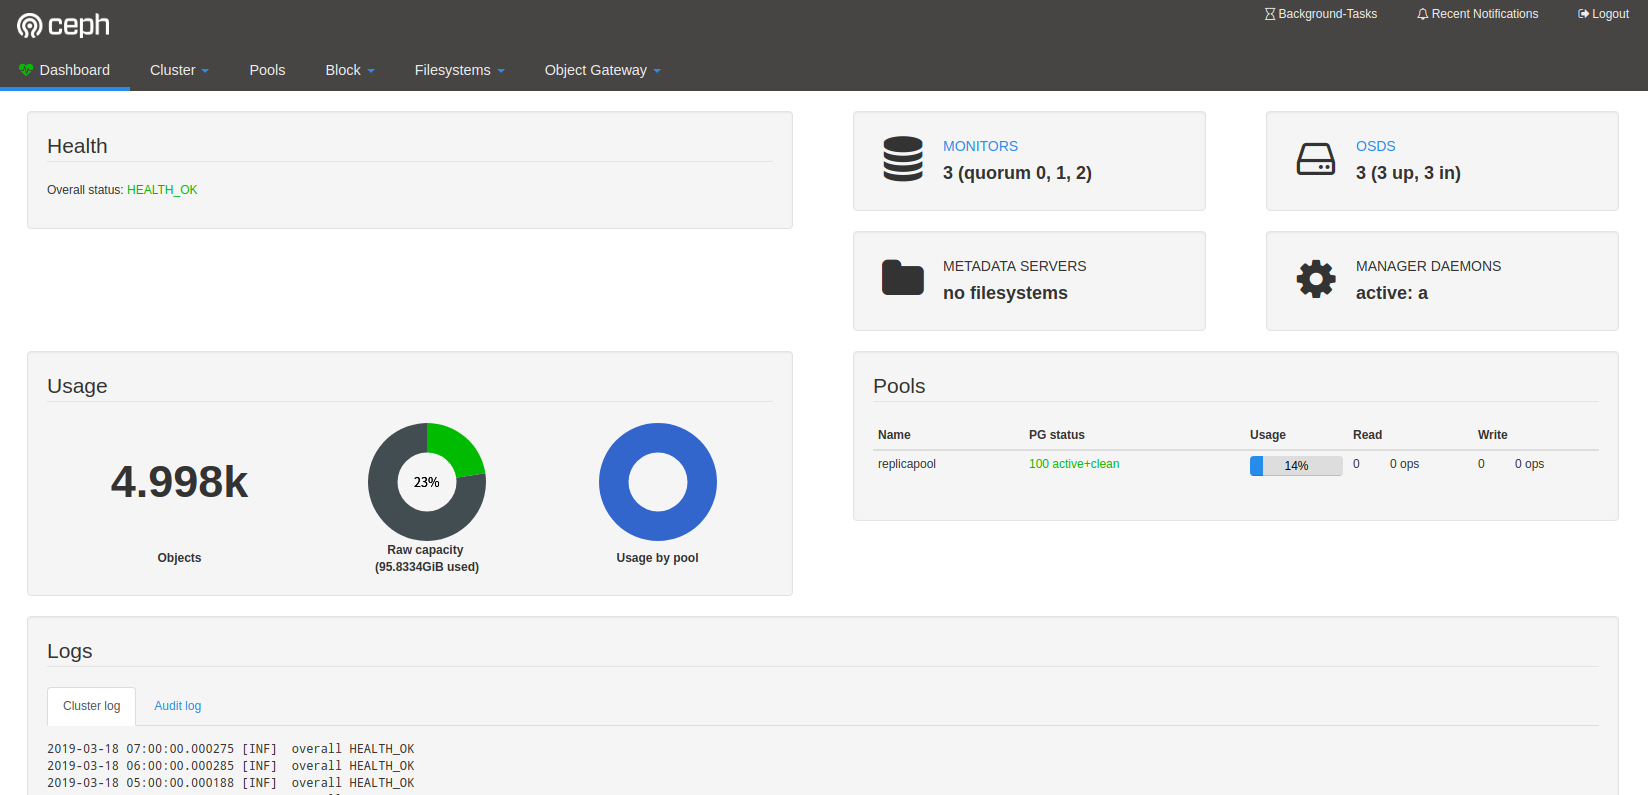 ceph
Background-Tasks
Recent Notifications
Logout
Dashboard
Cluster
Pools
Block
Filesystems
Object Gateway
Health
Overall status: HEALTH_OK
MONITORS
3 (quorum 0, 1, 2)
OSDS
3 (3 up, 3 in)
METADATA SERVERS
no filesystems
MANAGER DAEMONS
active: a
Usage
4.998k
Objects
23%
Raw capacity
(95.8334GiB used)
Usage by pool
Pools
Name PG status Usage Read Write
replicapool 100 active+clean 14% 0 0 ops 0 0 ops
Logs
Cluster log Audit log
2019-03-18 07:00:00.000275 [INF] overall HEALTH_OK
2019-03-18 06:00:00.000285 [INF] overall HEALTH_OK
2019-03-18 05:00:00.000188 [INF] overall HEALTH_OK